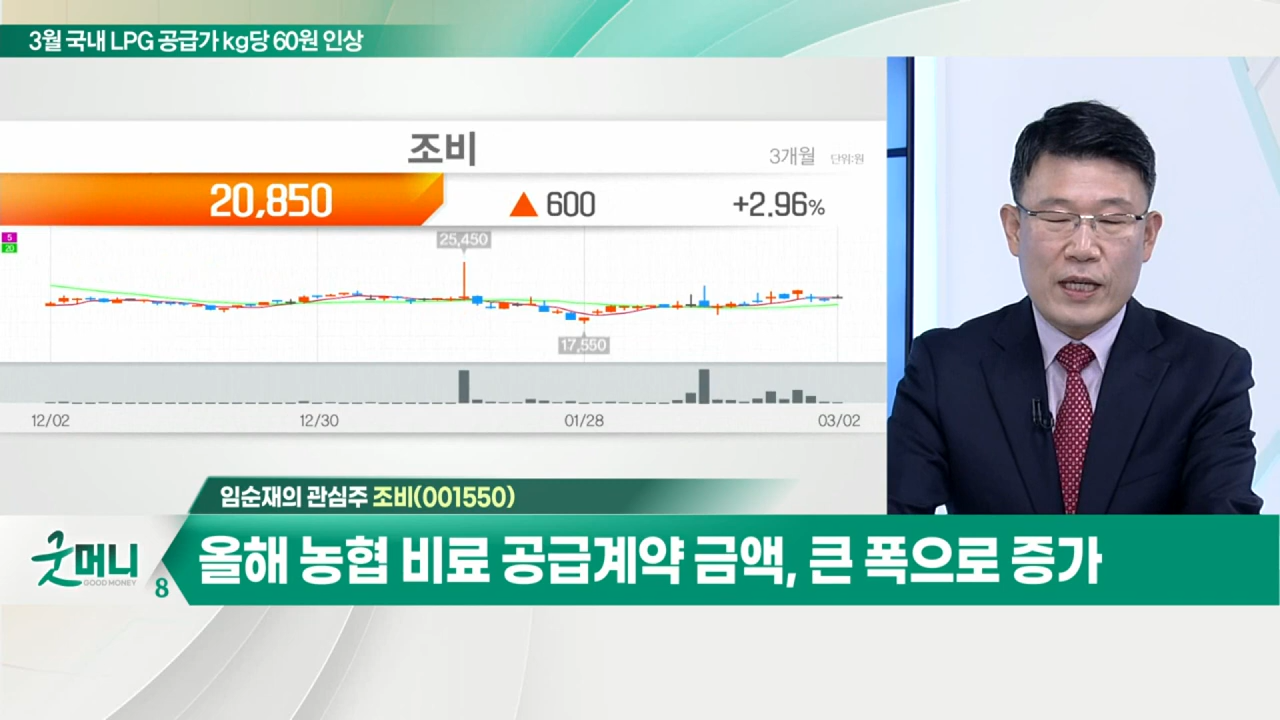 3월 국내 LPG 공급가 kg당 60원 인상
조비
3개월 단위:원
20,850 ▲ 600 +2.96%
5
20
25,450
17,550
12/02 12/30 01/28 03/02
임순재의 관심주 조비(001550)
굿머니
GOOD MONEY
8
올해 농협 비료 공급계약 금액, 큰 폭으로 증가